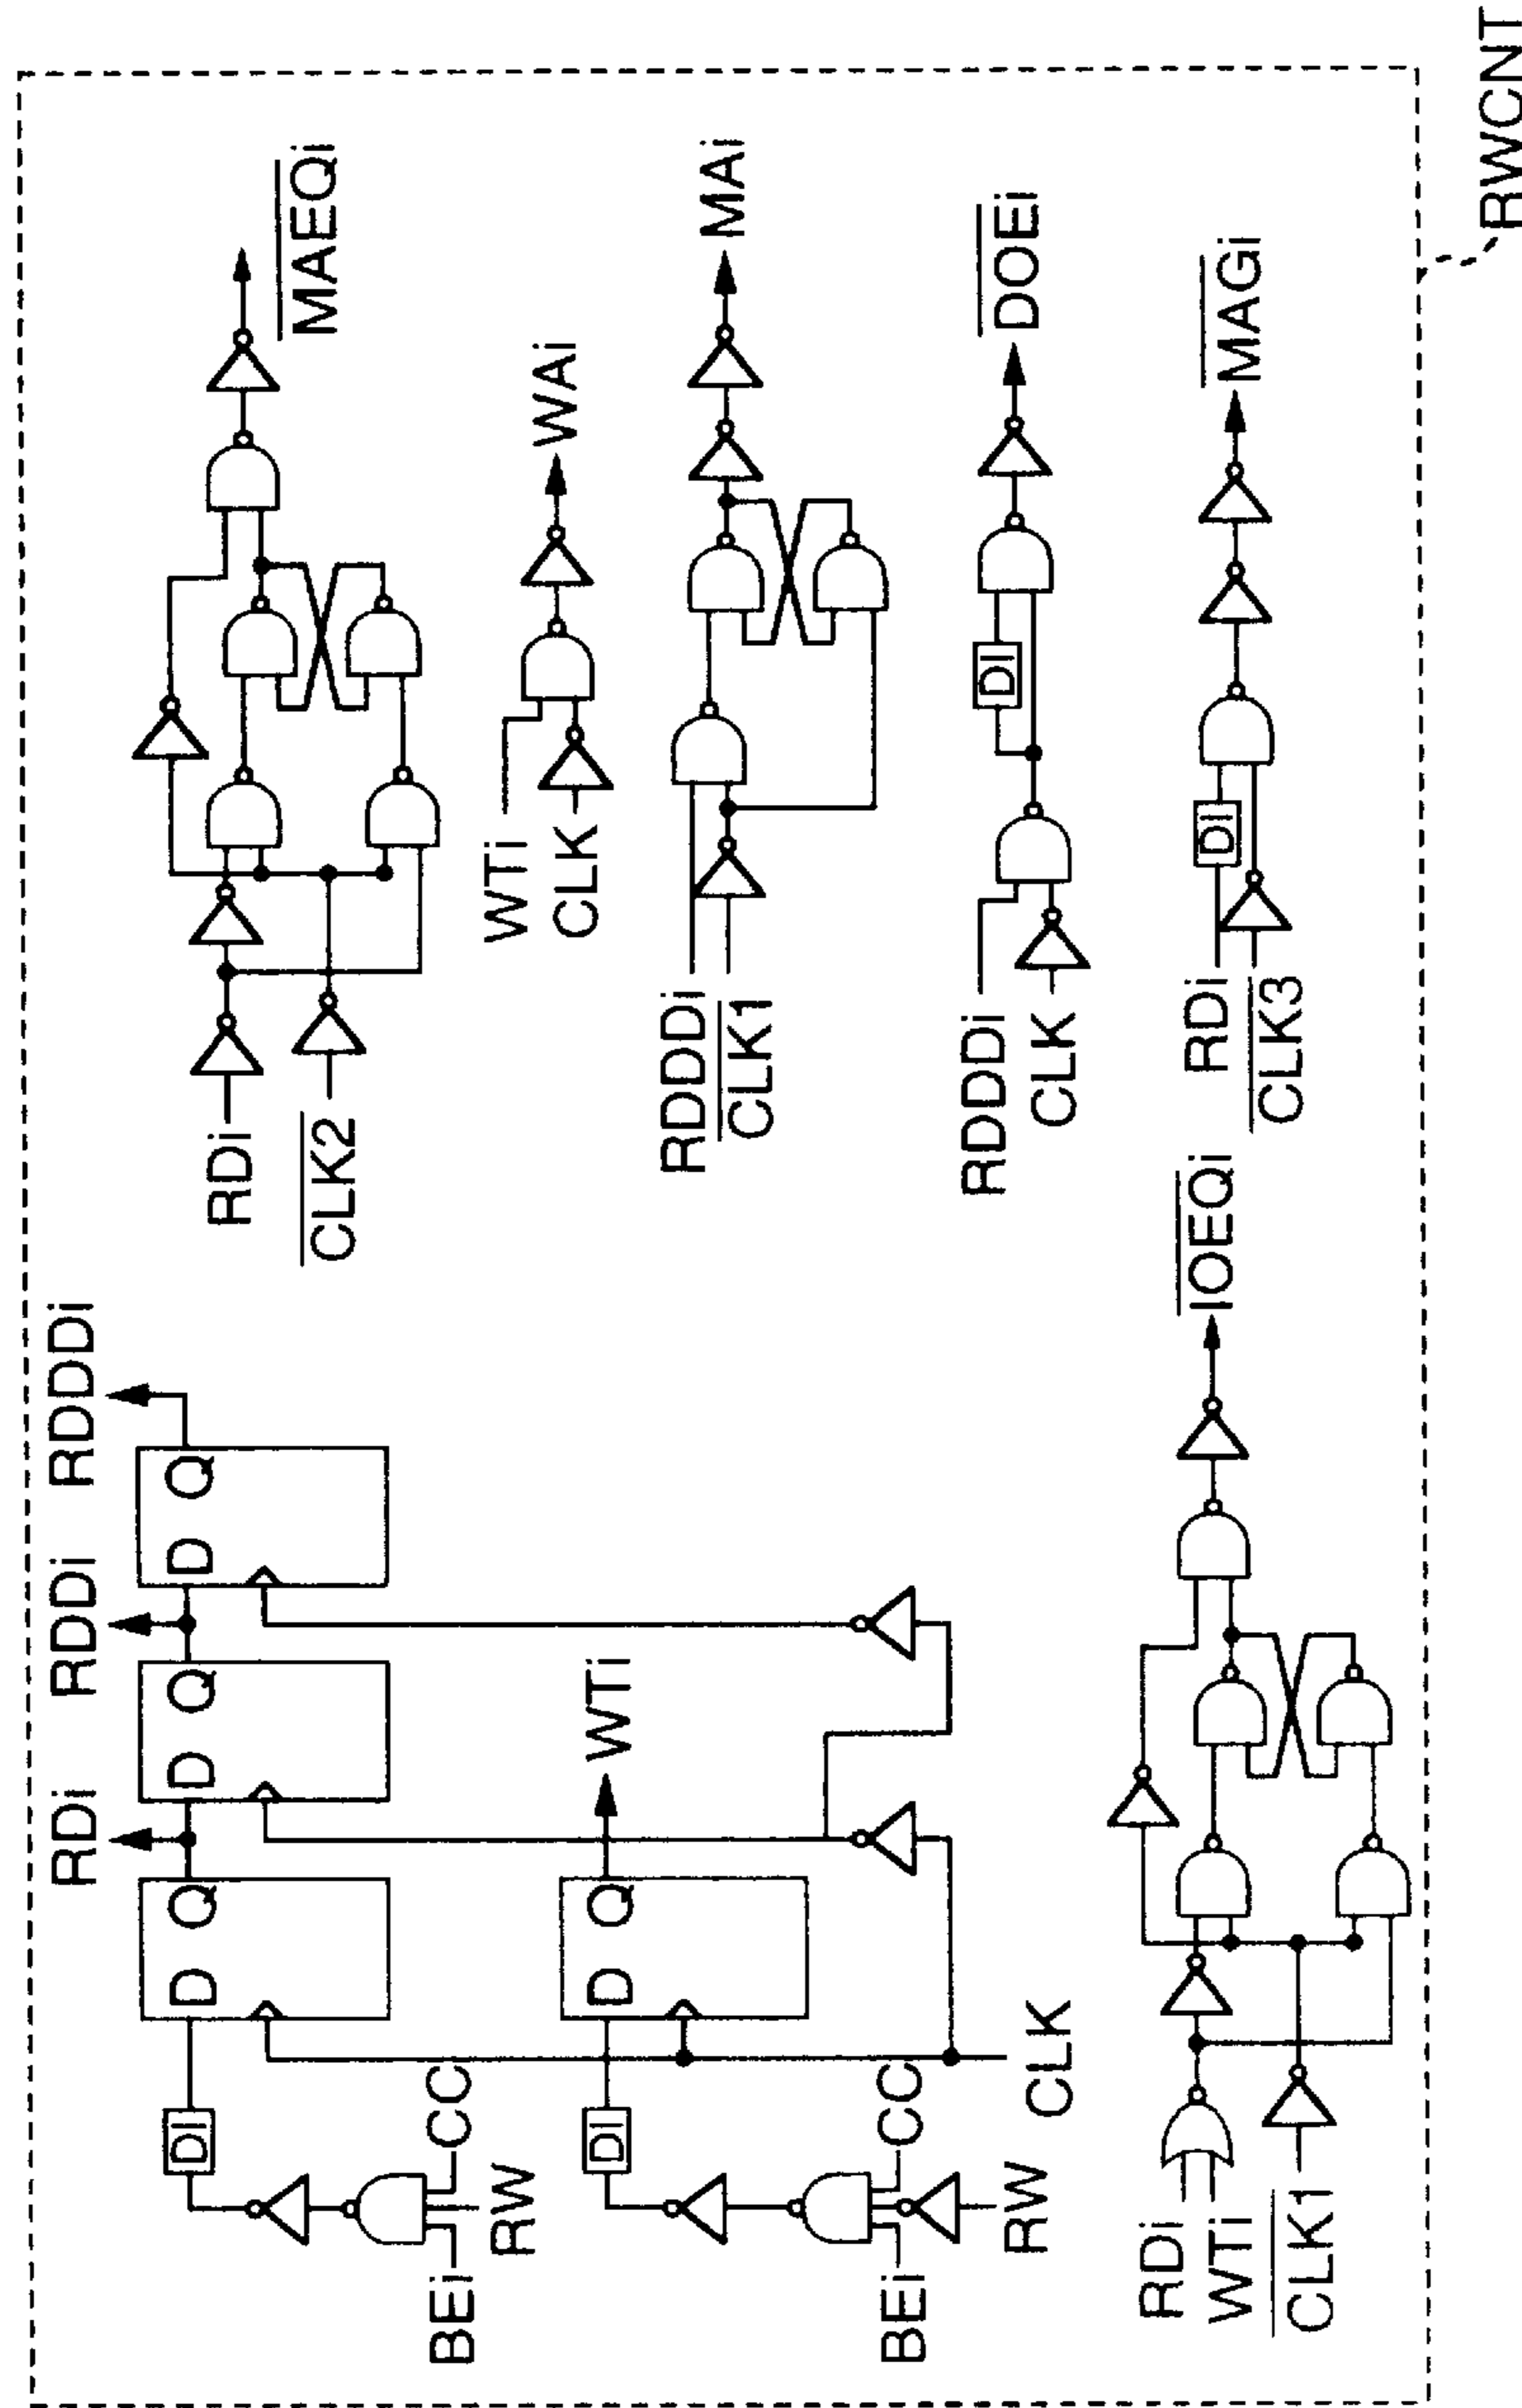 RDi
RDDi
RDDDi
D Q
D Q
D Q
DI
BEi
RW
CC
WTi
D Q
DI
BEi
RW
CC
CLK
RDi
WTi
CLK1
IOEQi
RDi
CLK2
MAEQi
WTi
CLK
WAi
RDDDi
CLK1
MAi
RDDDi
CLK
DI
DOEi
RDi
CLK3
DI
MAGi
RWCNT